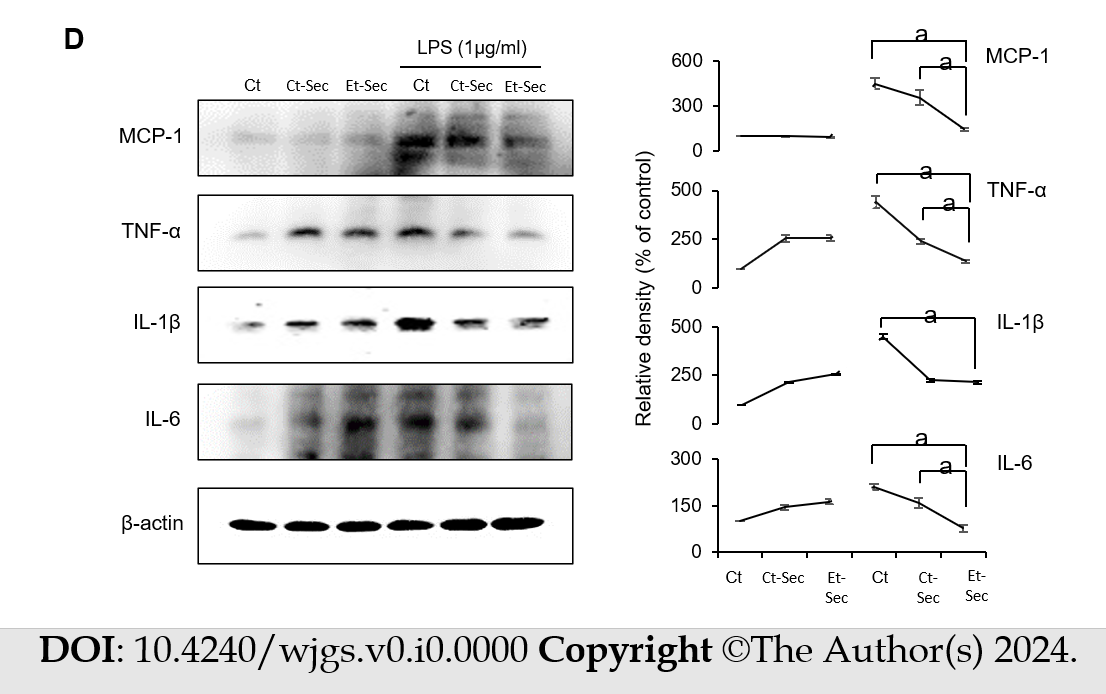 D
LPS (1μg/ml)
Ct Ct-Sec Et-Sec Ct Ct-Sec Et-Sec
MCP-1
TNF-α
IL-1β
IL-6
β-actin
Relative density (% of control)
a
a
MCP-1
600
300
0
a
a
TNF-α
500
250
0
a
IL-1β
500
250
0
a
a
IL-6
300
150
0
Ct Ct-Sec Et-Sec Ct Ct-Sec Et-Sec
DOI: 10.4240/wjgs.v0.i0.0000 Copyright ©The Author(s) 2024.